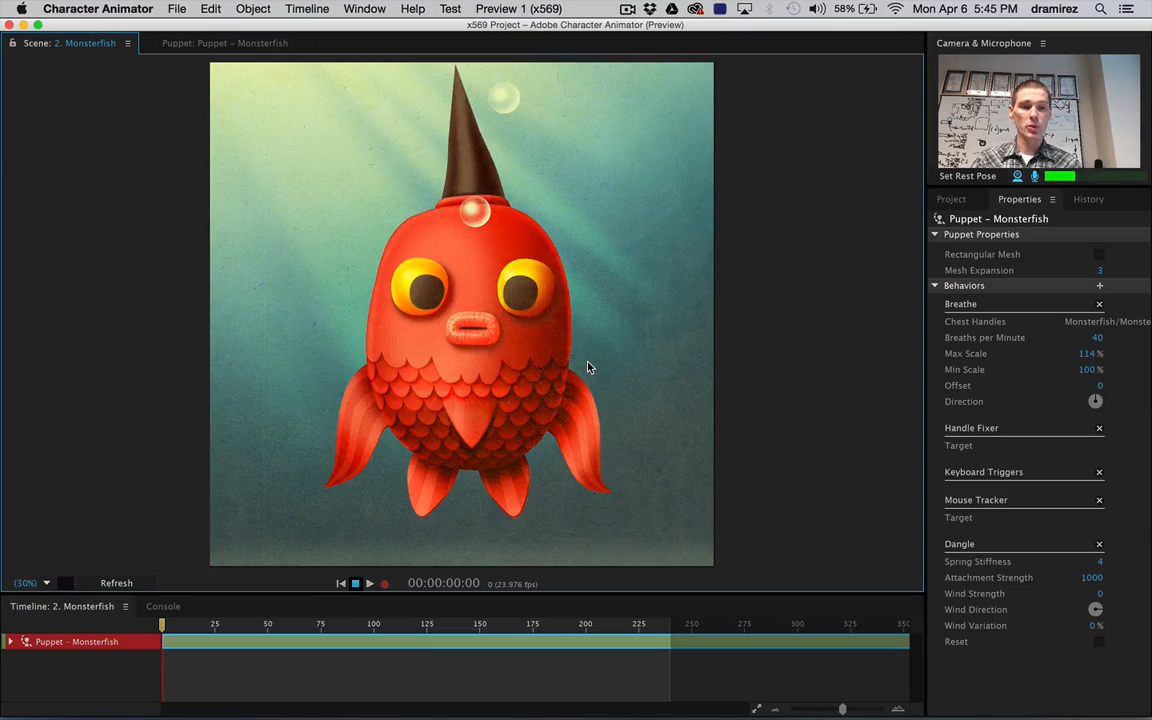 Character Animator File Edit Object Timeline Window Help Test Preview 1 (x569) 58% Mon Apr 6 5:45 PM dramirez
x569 Project – Adobe Character Animator (Preview)
Scene: 2. Monsterfish Puppet: Puppet – Monsterfish
Camera & Microphone
Set Rest Pose
Project Properties History
Puppet – Monsterfish
Puppet Properties
Rectangular Mesh
Mesh Expansion 3
Behaviors +
Breathe
Chest Handles Monsterfish/Monste
Breaths per Minute 40
Max Scale 114 %
Min Scale 100 %
Offset 0
Direction
Handle Fixer
Target
Keyboard Triggers
Mouse Tracker
Target
Dangle
Spring Stiffness 4
Attachment Strength 1000
Wind Strength 0
Wind Direction
Wind Variation 0 %
Reset
(30%) Refresh 00:00:00:00 0 (23.976 fps)
Timeline: 2. Monsterfish Console
25 50 75 100 125 150 175 200 225 250 275 300 325 350
Puppet – Monsterfish